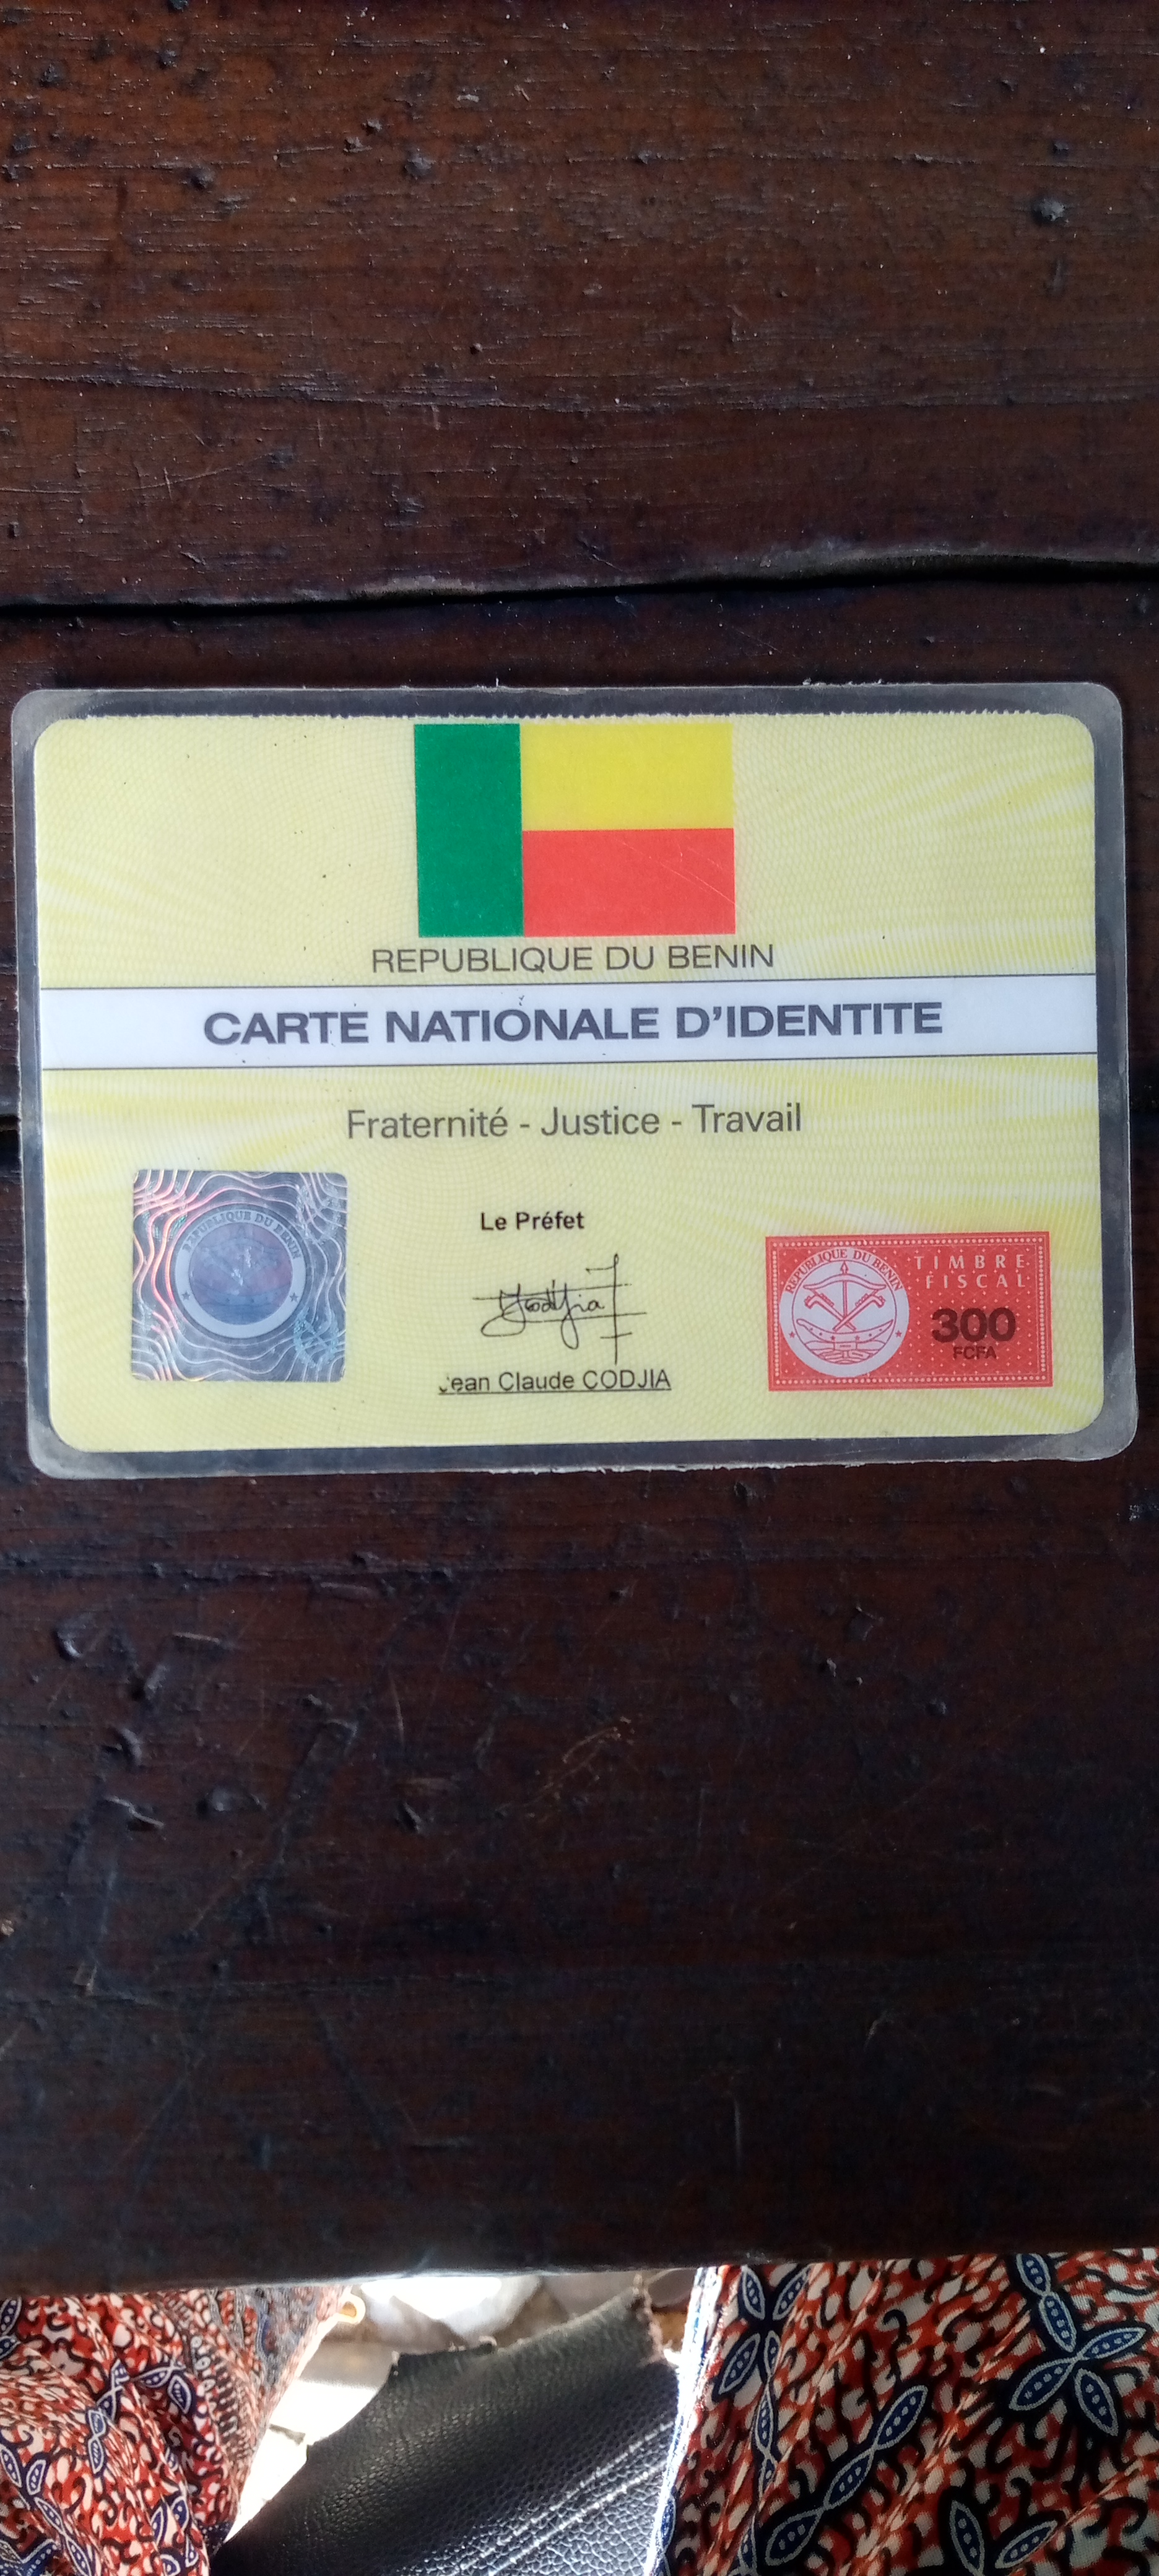 REPUBLIQUE DU BENIN
CARTE NATIONALE D'IDENTITE
Fraternité - Justice - Travail
REPUBLIQUE DU BENIN
Le Préfet
REPUBLIQUE DU BENIN
TIMBRE
FISCAL
300
FCFA
Jean Claude CODJIA